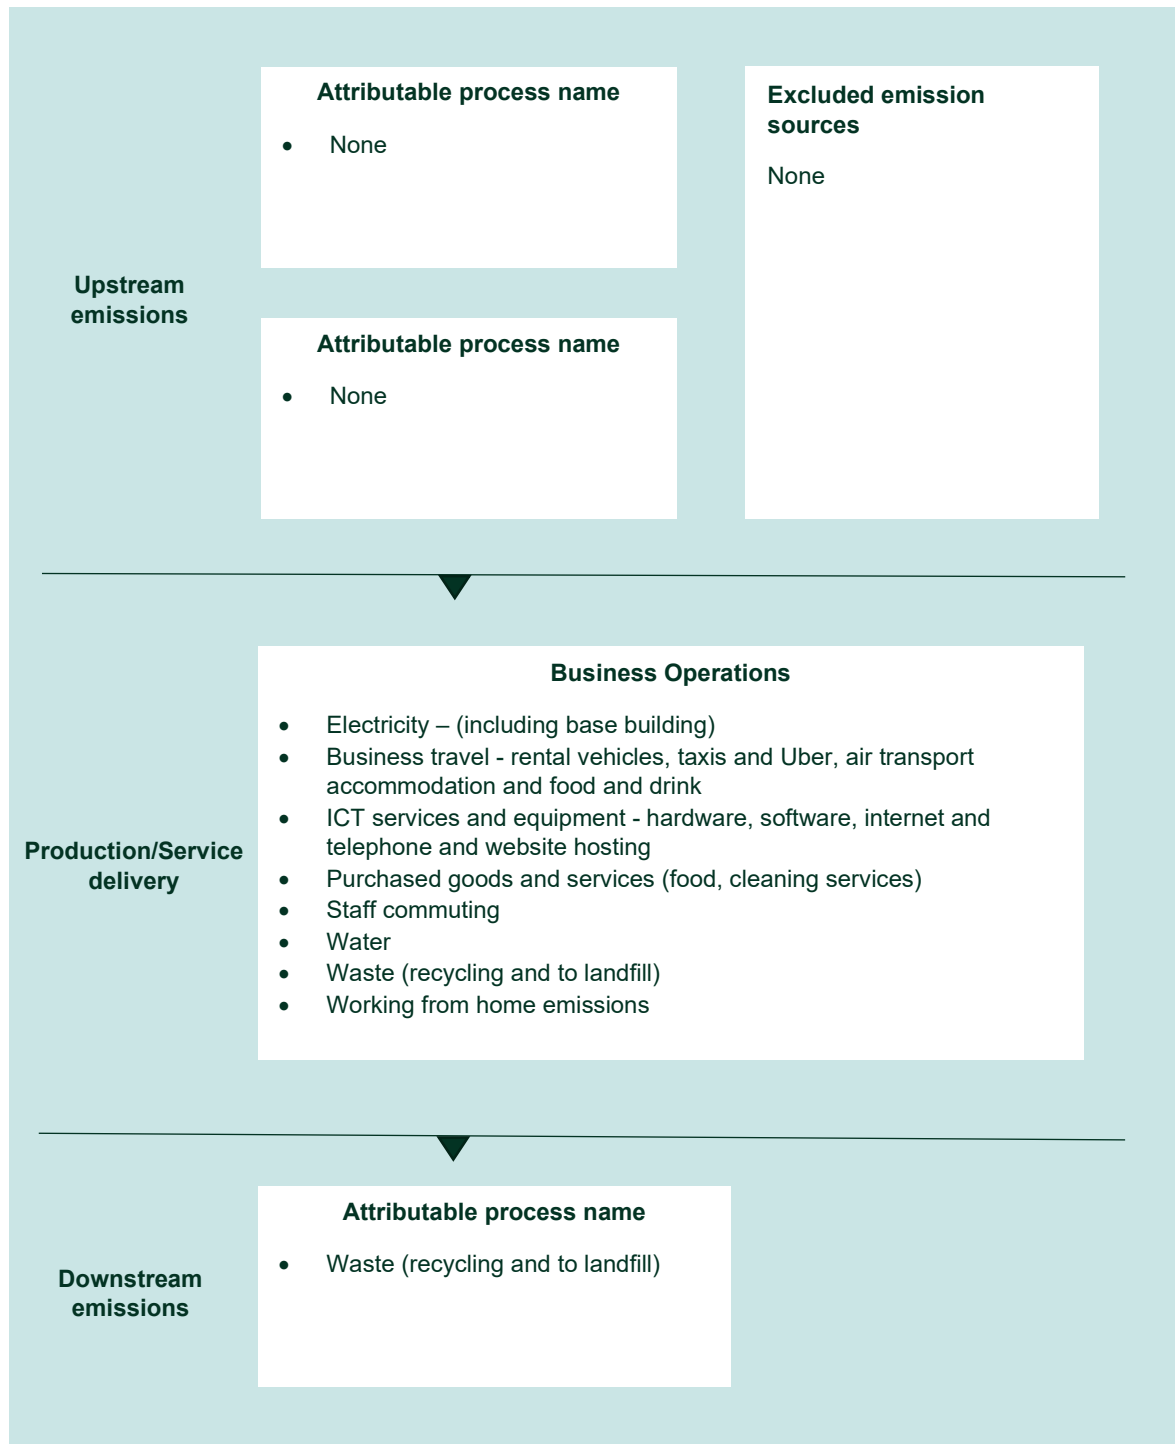 Attributable process name
• None
Excluded emission
sources
None
Upstream
emissions
Attributable process name
• None
Business Operations
• Electricity – (including base building)
• Business travel - rental vehicles, taxis and Uber, air transport
accommodation and food and drink
• ICT services and equipment - hardware, software, internet and
telephone and website hosting
• Purchased goods and services (food, cleaning services)
• Staff commuting
• Water
• Waste (recycling and to landfill)
• Working from home emissions
Production/Service
delivery
Attributable process name
• Waste (recycling and to landfill)
Downstream
emissions